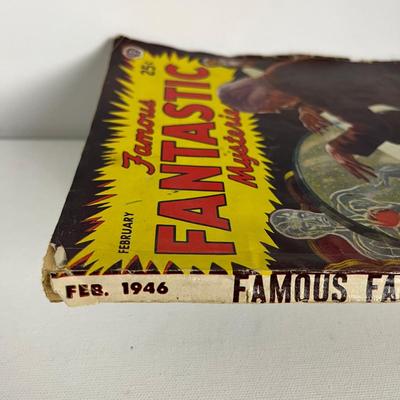 25¢
Famous
FANTASTIC
Mysteries
FEBRUARY
FEB. 1946 FAMOUS FA